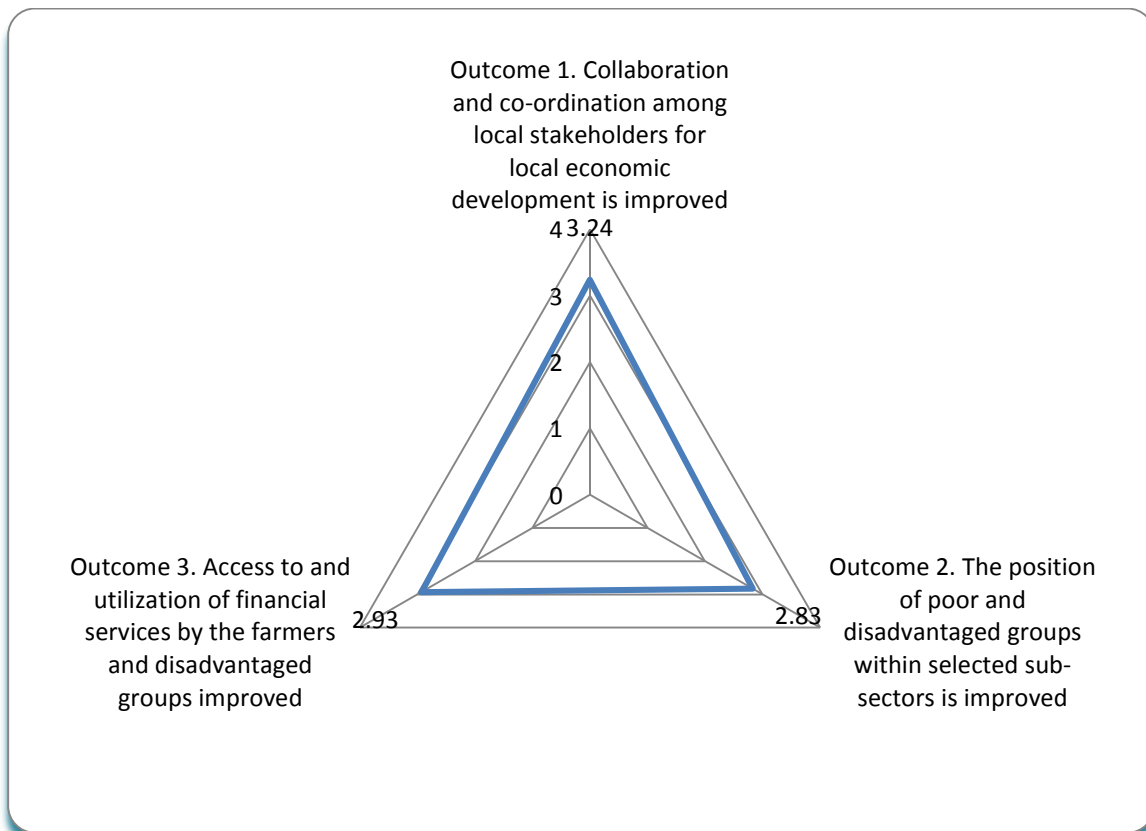 Outcome 1. Collaboration
and co-ordination among
local stakeholders for
local economic
development is improved
3.24
4
3
2
1
0
Outcome 3. Access to and
utilization of financial
services by the farmers
and disadvantaged
groups improved
2.93
2.83
Outcome 2. The position
of poor and
disadvantaged groups
within selected sub-
sectors is improved